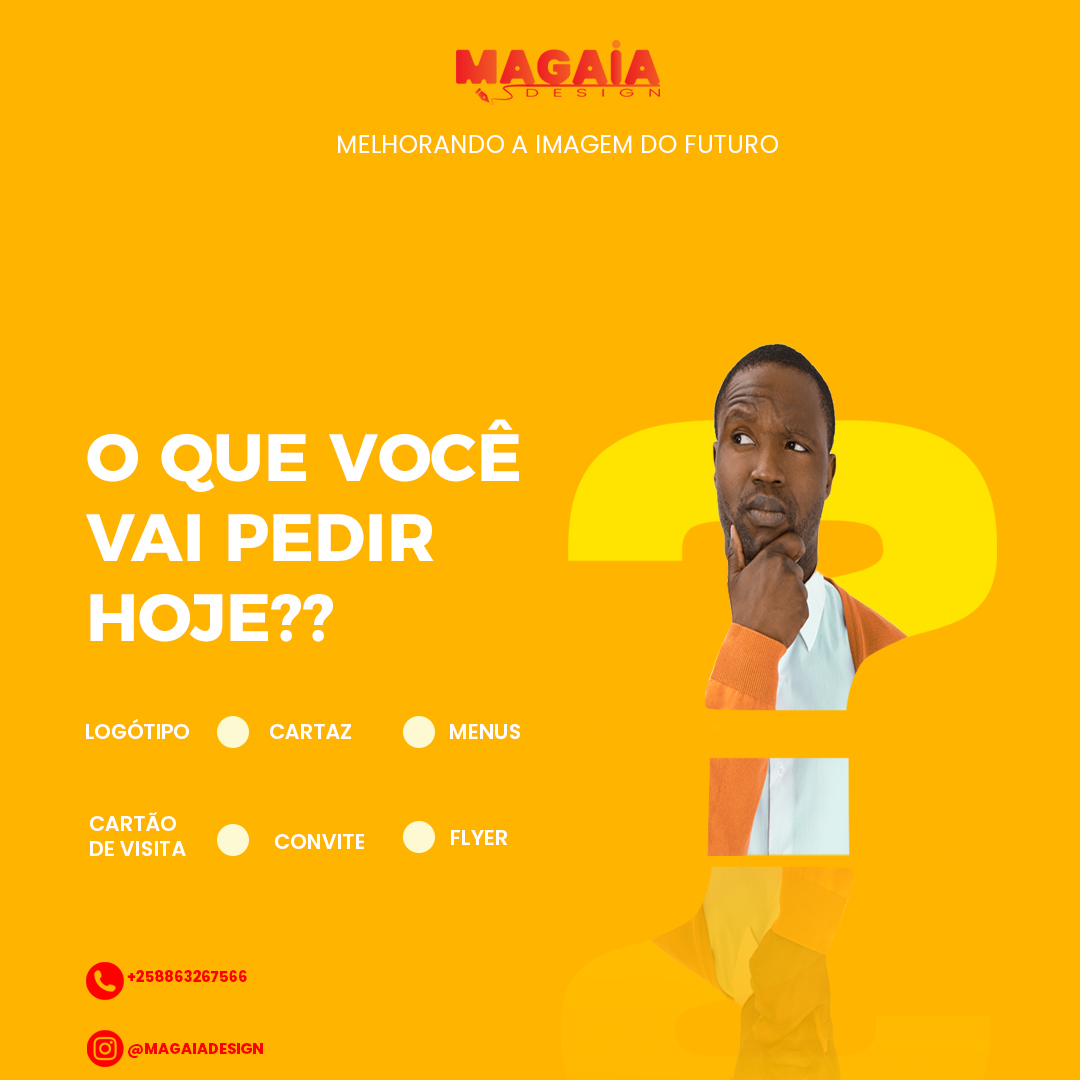 MAGAIA
DESIGN
MELHORANDO A IMAGEM DO FUTURO
O QUE VOCÊ
VAI PEDIR
HOJE??
LOGÓTIPO CARTAZ MENUS
CARTÃO
DE VISITA CONVITE FLYER
+258863267566
@MAGAIADESIGN